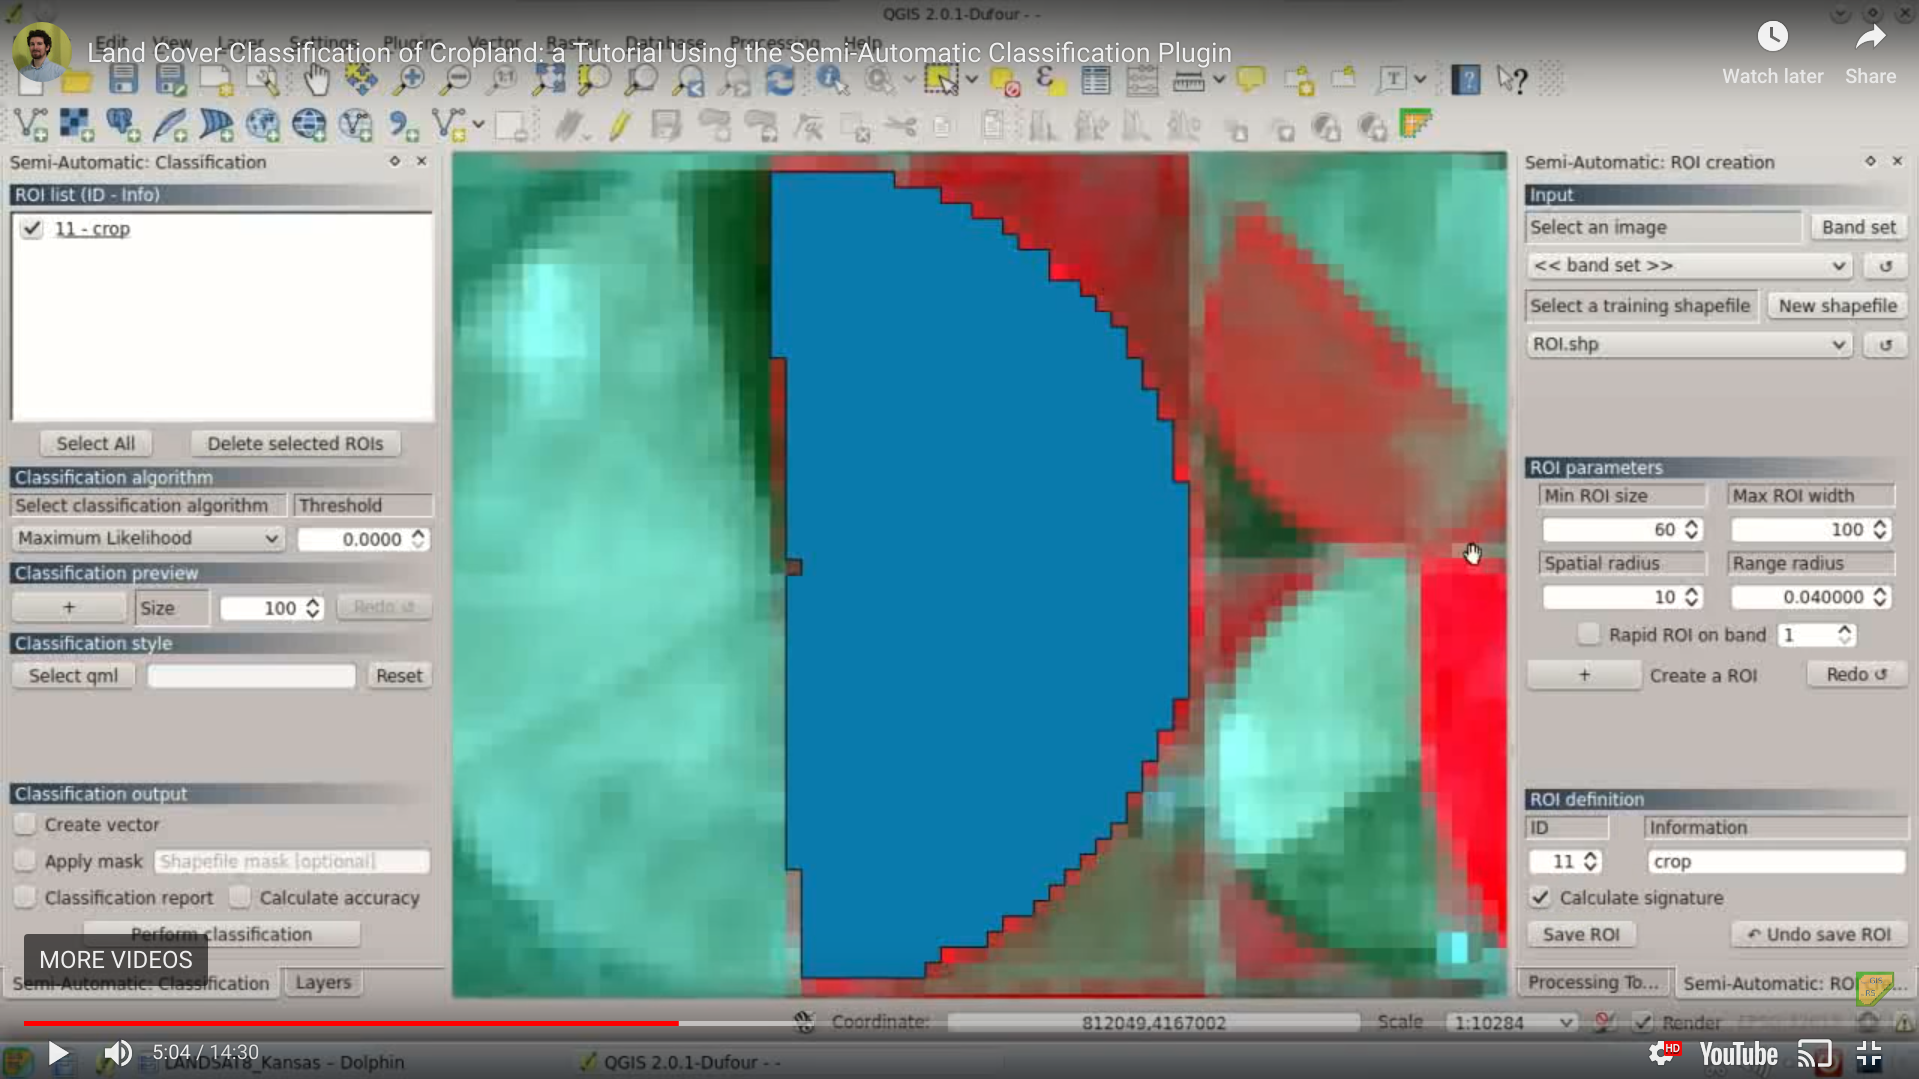 QGIS 2.0.1-Dufour - -
Edit View Layer Settings Plugins Vector Raster Database Processing Help
Land Cover Classification of Cropland: a Tutorial Using the Semi-Automatic Classification Plugin
Watch later Share
Semi-Automatic: Classification
ROI list (ID - Info)
11 - crop
Select All Delete selected ROIs
Classification algorithm
Select classification algorithm Threshold
Maximum Likelihood 0.0000
Classification preview
+ Size 100 Redo ↺
Classification style
Select qml Reset
Classification output
Create vector
Apply mask Shapefile mask [optional]
Classification report Calculate accuracy
Perform classification
MORE VIDEOS
Semi-Automatic: Classification Layers
Semi-Automatic: ROI creation
Input
Select an image Band set
<< band set >> ↺
Select a training shapefile New shapefile
ROI.shp ↺
ROI parameters
Min ROI size Max ROI width
60 100
Spatial radius Range radius
10 0.040000
Rapid ROI on band 1
+ Create a ROI Redo ↺
ROI definition
ID Information
11 crop
Calculate signature
Save ROI ↶ Undo save ROI
Processing To... Semi-Automatic: RO
Coordinate: 812049,4167002 Scale 1:10284 Render
5:04 / 14:30
HD YouTube
LANDSAT8_Kansas - Dolphin QGIS 2.0.1-Dufour - -